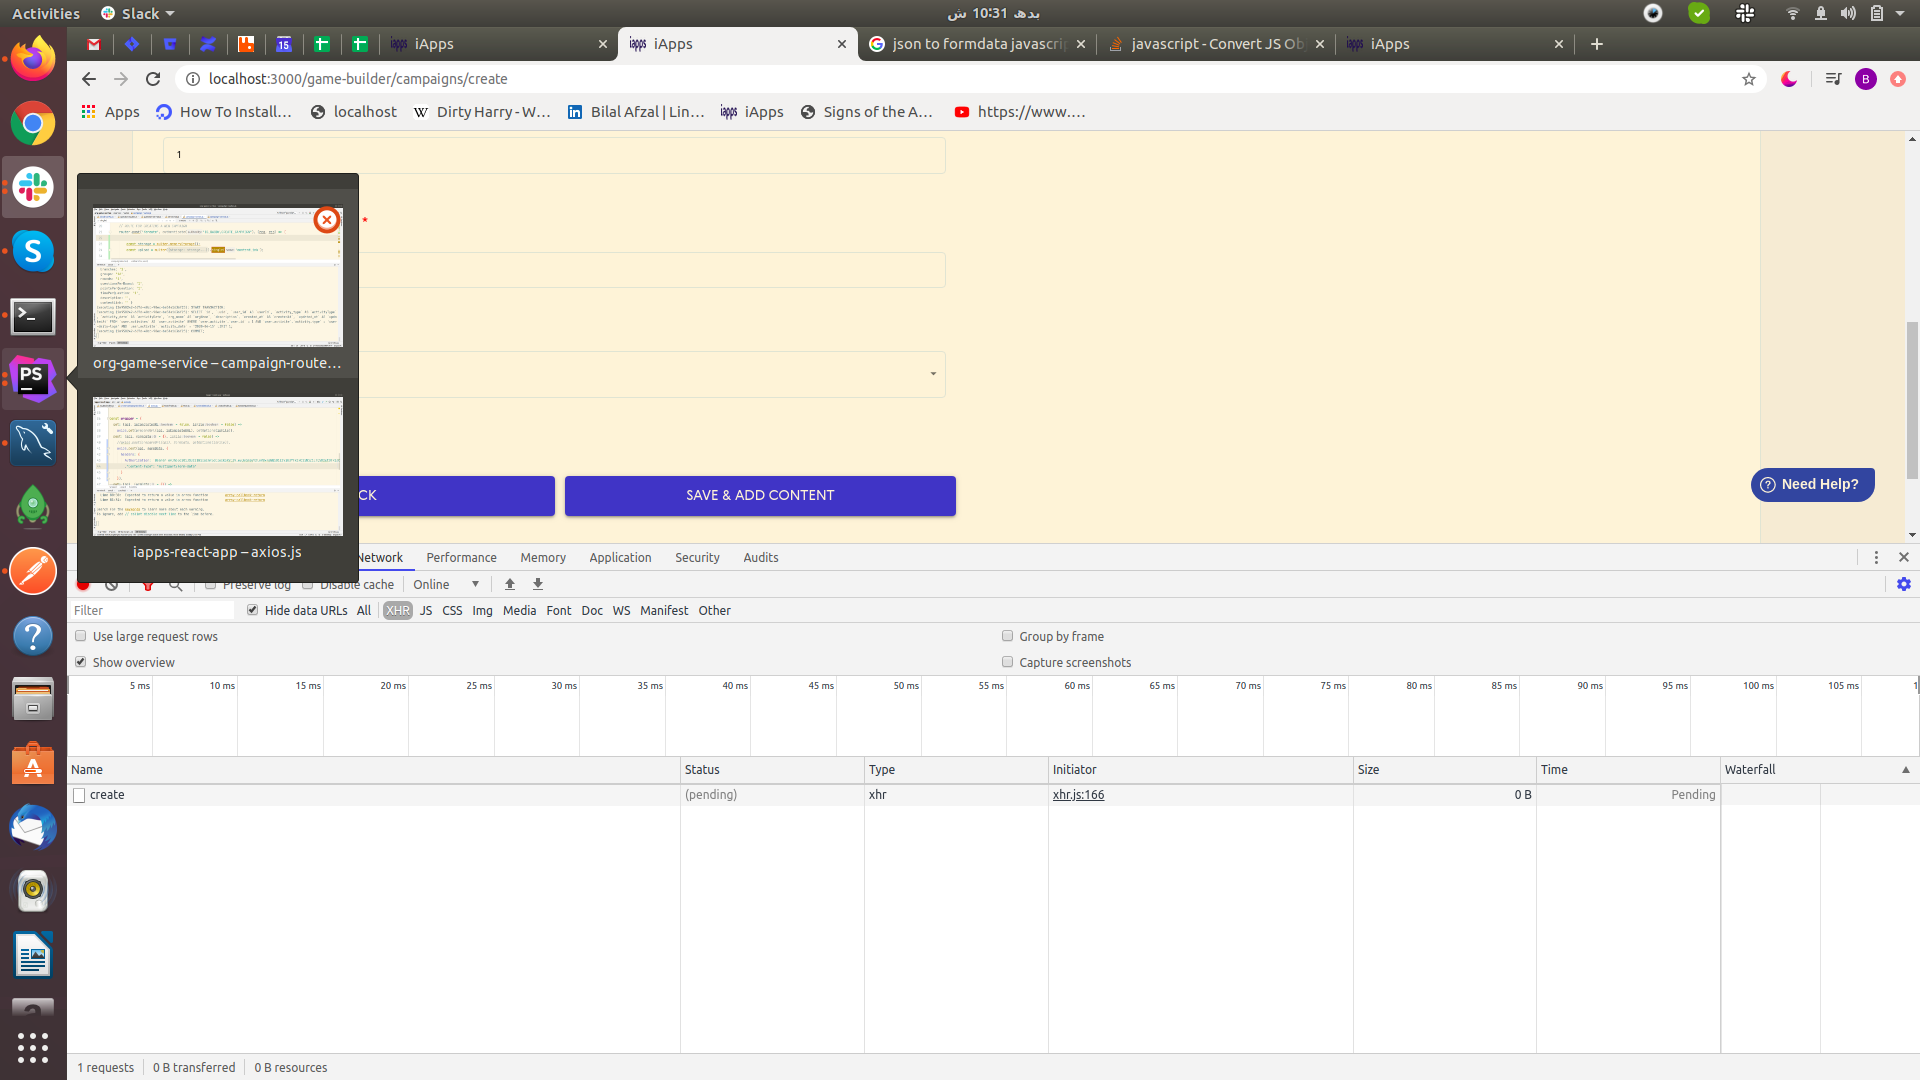 Activities
Slack
بدھ 10:31 ش
15
iApps
iApps
json to formdata javascri
javascript - Convert JS Ob
iApps
localhost:3000/game-builder/campaigns/create
B
Apps
How To Install…
localhost
W Dirty Harry - W…
Bilal Afzal | Lin…
iapps iApps
Signs of the A…
https://www.…
1
*
org-game-service – campaign-route…
iapps-react-app – axios.js
CK
SAVE & ADD CONTENT
Need Help?
PS
Network
Performance
Memory
Application
Security
Audits
Preserve log
Disable cache
Online
Filter
Hide data URLs
All
XHR
JS
CSS
Img
Media
Font
Doc
WS
Manifest
Other
Use large request rows
Group by frame
Show overview
Capture screenshots
5 ms
10 ms
15 ms
20 ms
25 ms
30 ms
35 ms
40 ms
45 ms
50 ms
55 ms
60 ms
65 ms
70 ms
75 ms
80 ms
85 ms
90 ms
95 ms
100 ms
105 ms
1
Name
Status
Type
Initiator
Size
Time
Waterfall
create
(pending)
xhr
xhr.js:166
0 B
Pending
1 requests
0 B transferred
0 B resources